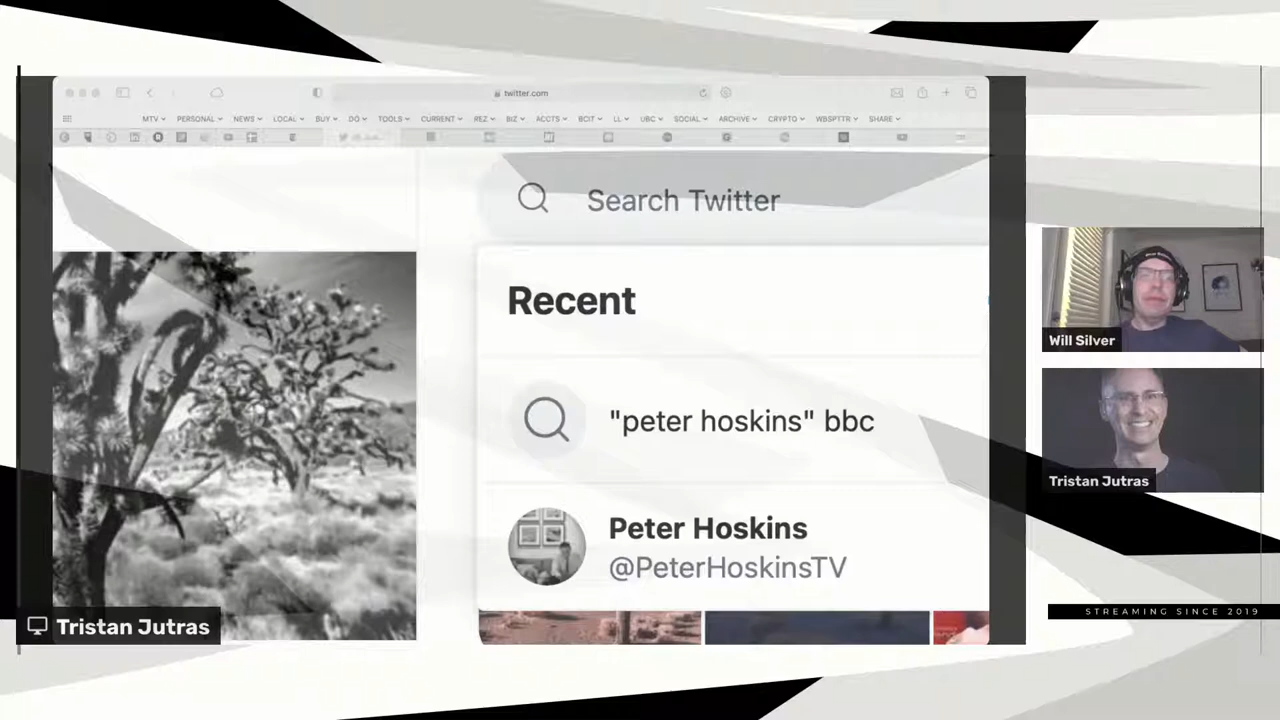 twitter.com
MTV PERSONAL NEWS LOCAL BUY DO TOOLS CURRENT REZ BIZ ACCTS BCIT LL UBC SOCIAL ARCHIVE CRYPTO WBSPTTR SHARE
Search Twitter
Recent
"peter hoskins" bbc
Peter Hoskins
@PeterHoskinsTV
Tristan Jutras
Will Silver
Tristan Jutras
STREAMING SINCE 2019